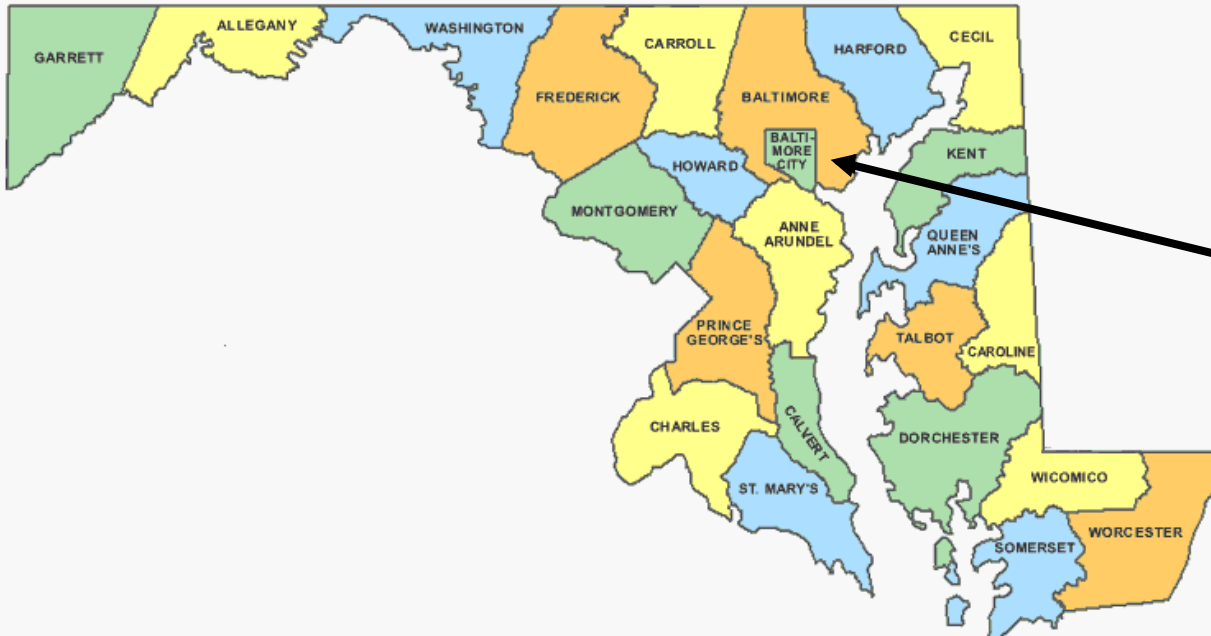 GARRETT
ALLEGANY
WASHINGTON
FREDERICK
CARROLL
BALTIMORE
BALTI-
MORE
CITY
HARFORD
CECIL
KENT
HOWARD
MONTGOMERY
ANNE
ARUNDEL
QUEEN
ANNE'S
PRINCE
GEORGE'S
TALBOT
CAROLINE
CHARLES
CALVERT
DORCHESTER
ST. MARY'S
WICOMICO
SOMERSET
WORCESTER